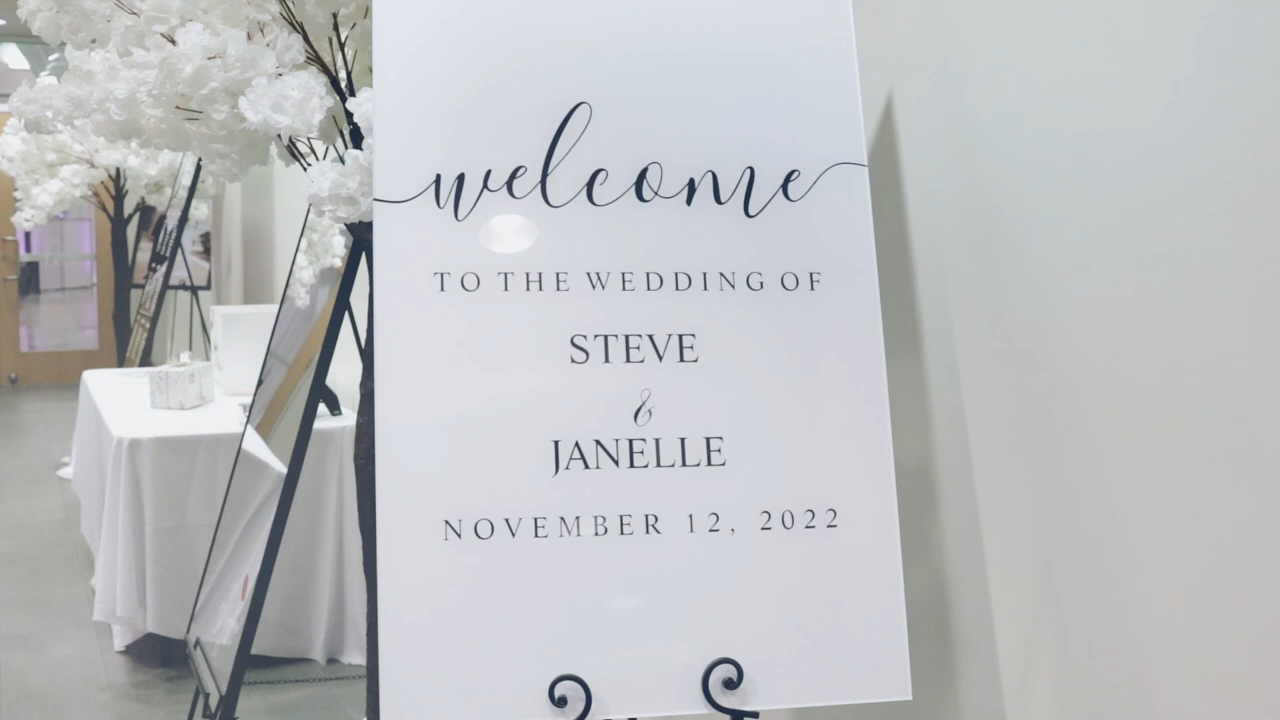 welcome
TO THE WEDDING OF
STEVE
&
JANELLE
NOVEMBER 12, 2022